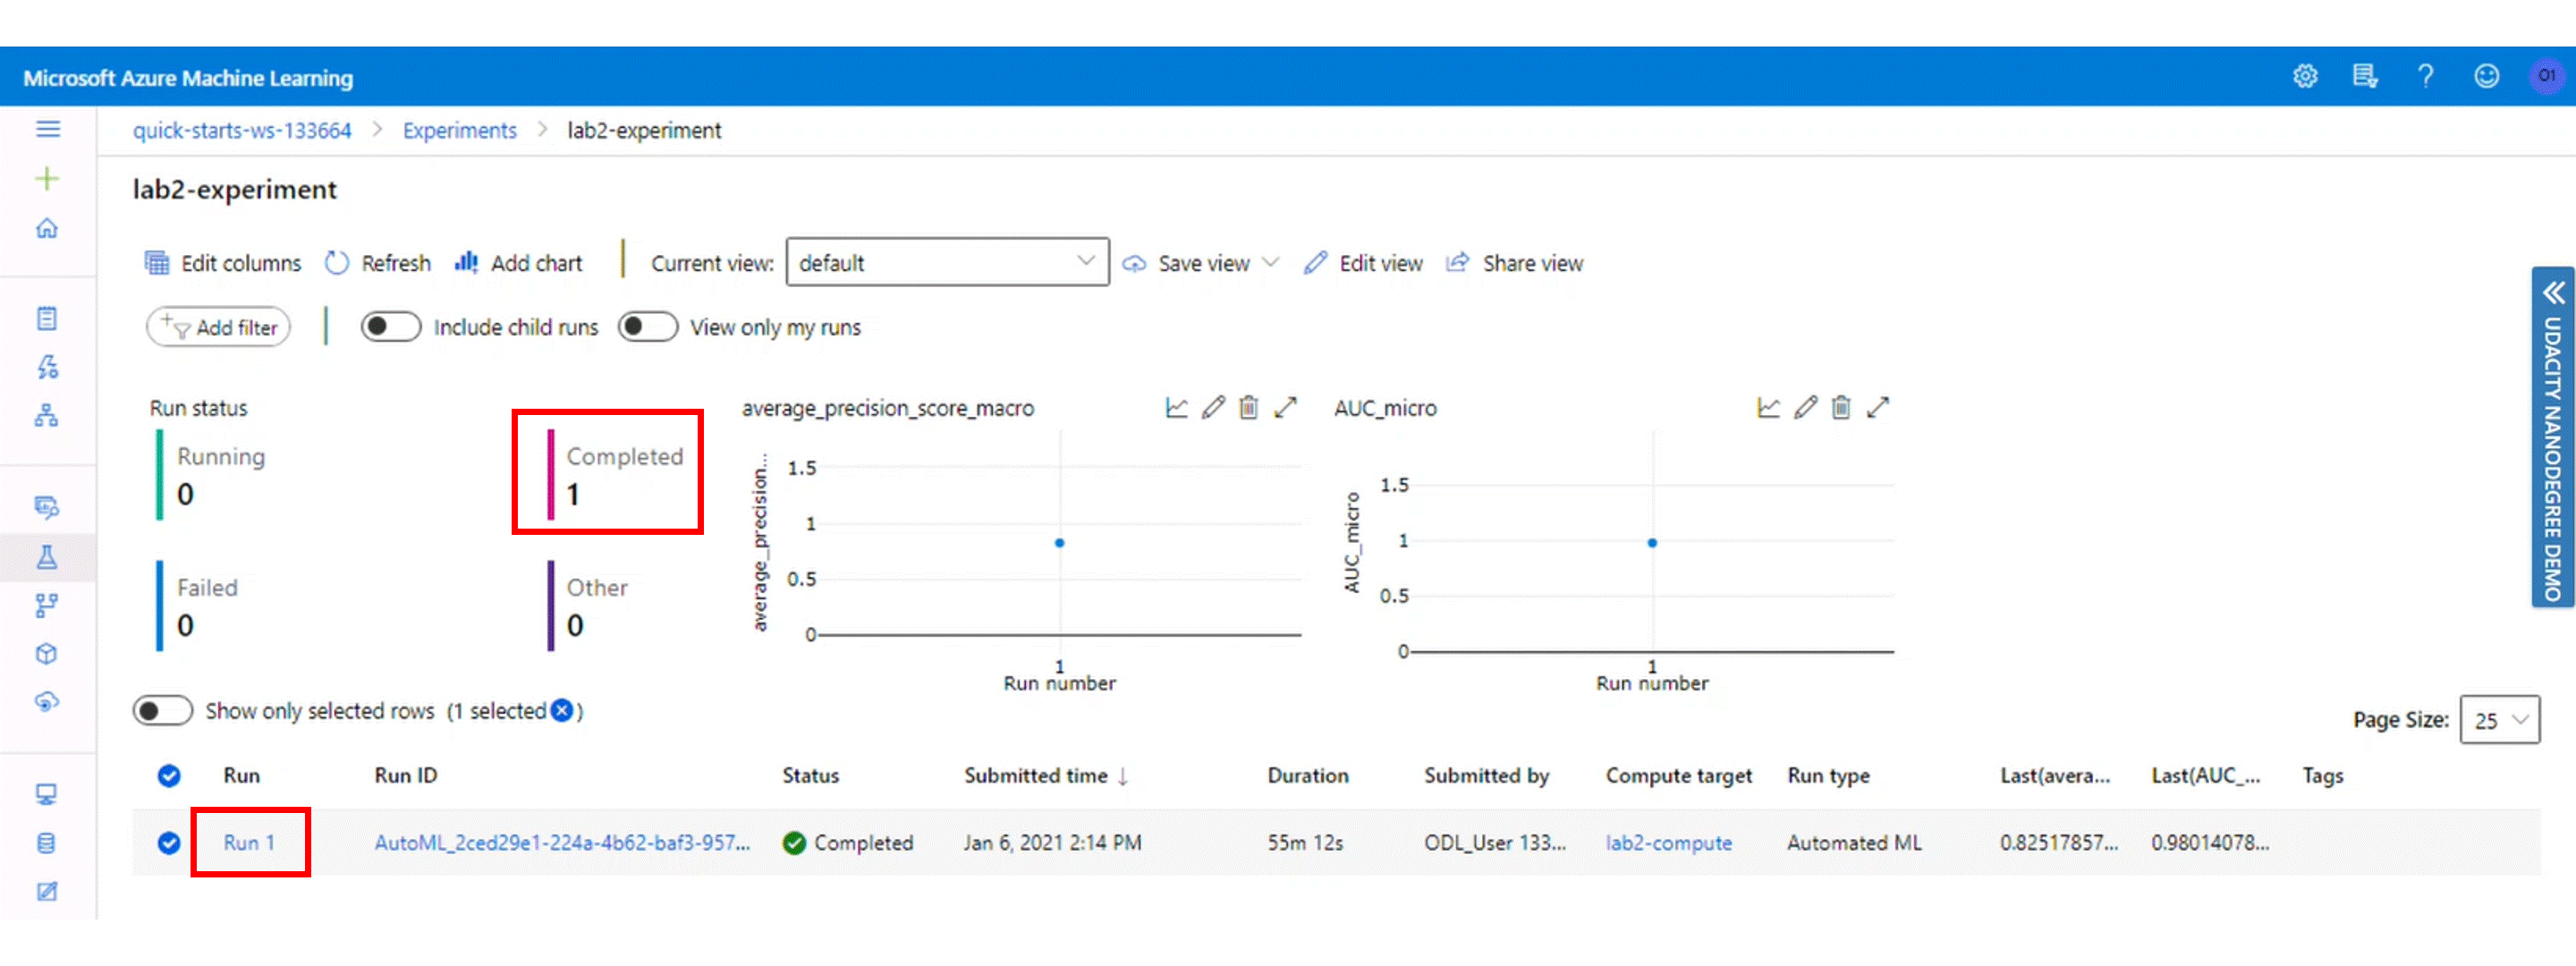 Microsoft Azure Machine Learning
?
O1
quick-starts-ws-133664 > Experiments > lab2-experiment
lab2-experiment
Edit columns Refresh Add chart Current view: default Save view Edit view Share view
Add filter Include child runs View only my runs
Run status
Running
0
Completed
1
Failed
0
Other
0
average_precision_score_macro
average_precision...
1.5
1
0.5
0
1
Run number
AUC_micro
AUC_micro
1.5
1
0.5
0
1
Run number
UDACITY NANODEGREE DEMO
Show only selected rows (1 selected )
Page Size: 25
Run Run ID Status Submitted time ↓ Duration Submitted by Compute target Run type Last(avera... Last(AUC_... Tags
Run 1 AutoML_2ced29e1-224a-4b62-baf3-957... Completed Jan 6, 2021 2:14 PM 55m 12s ODL_User 133... lab2-compute Automated ML 0.82517857... 0.98014078...